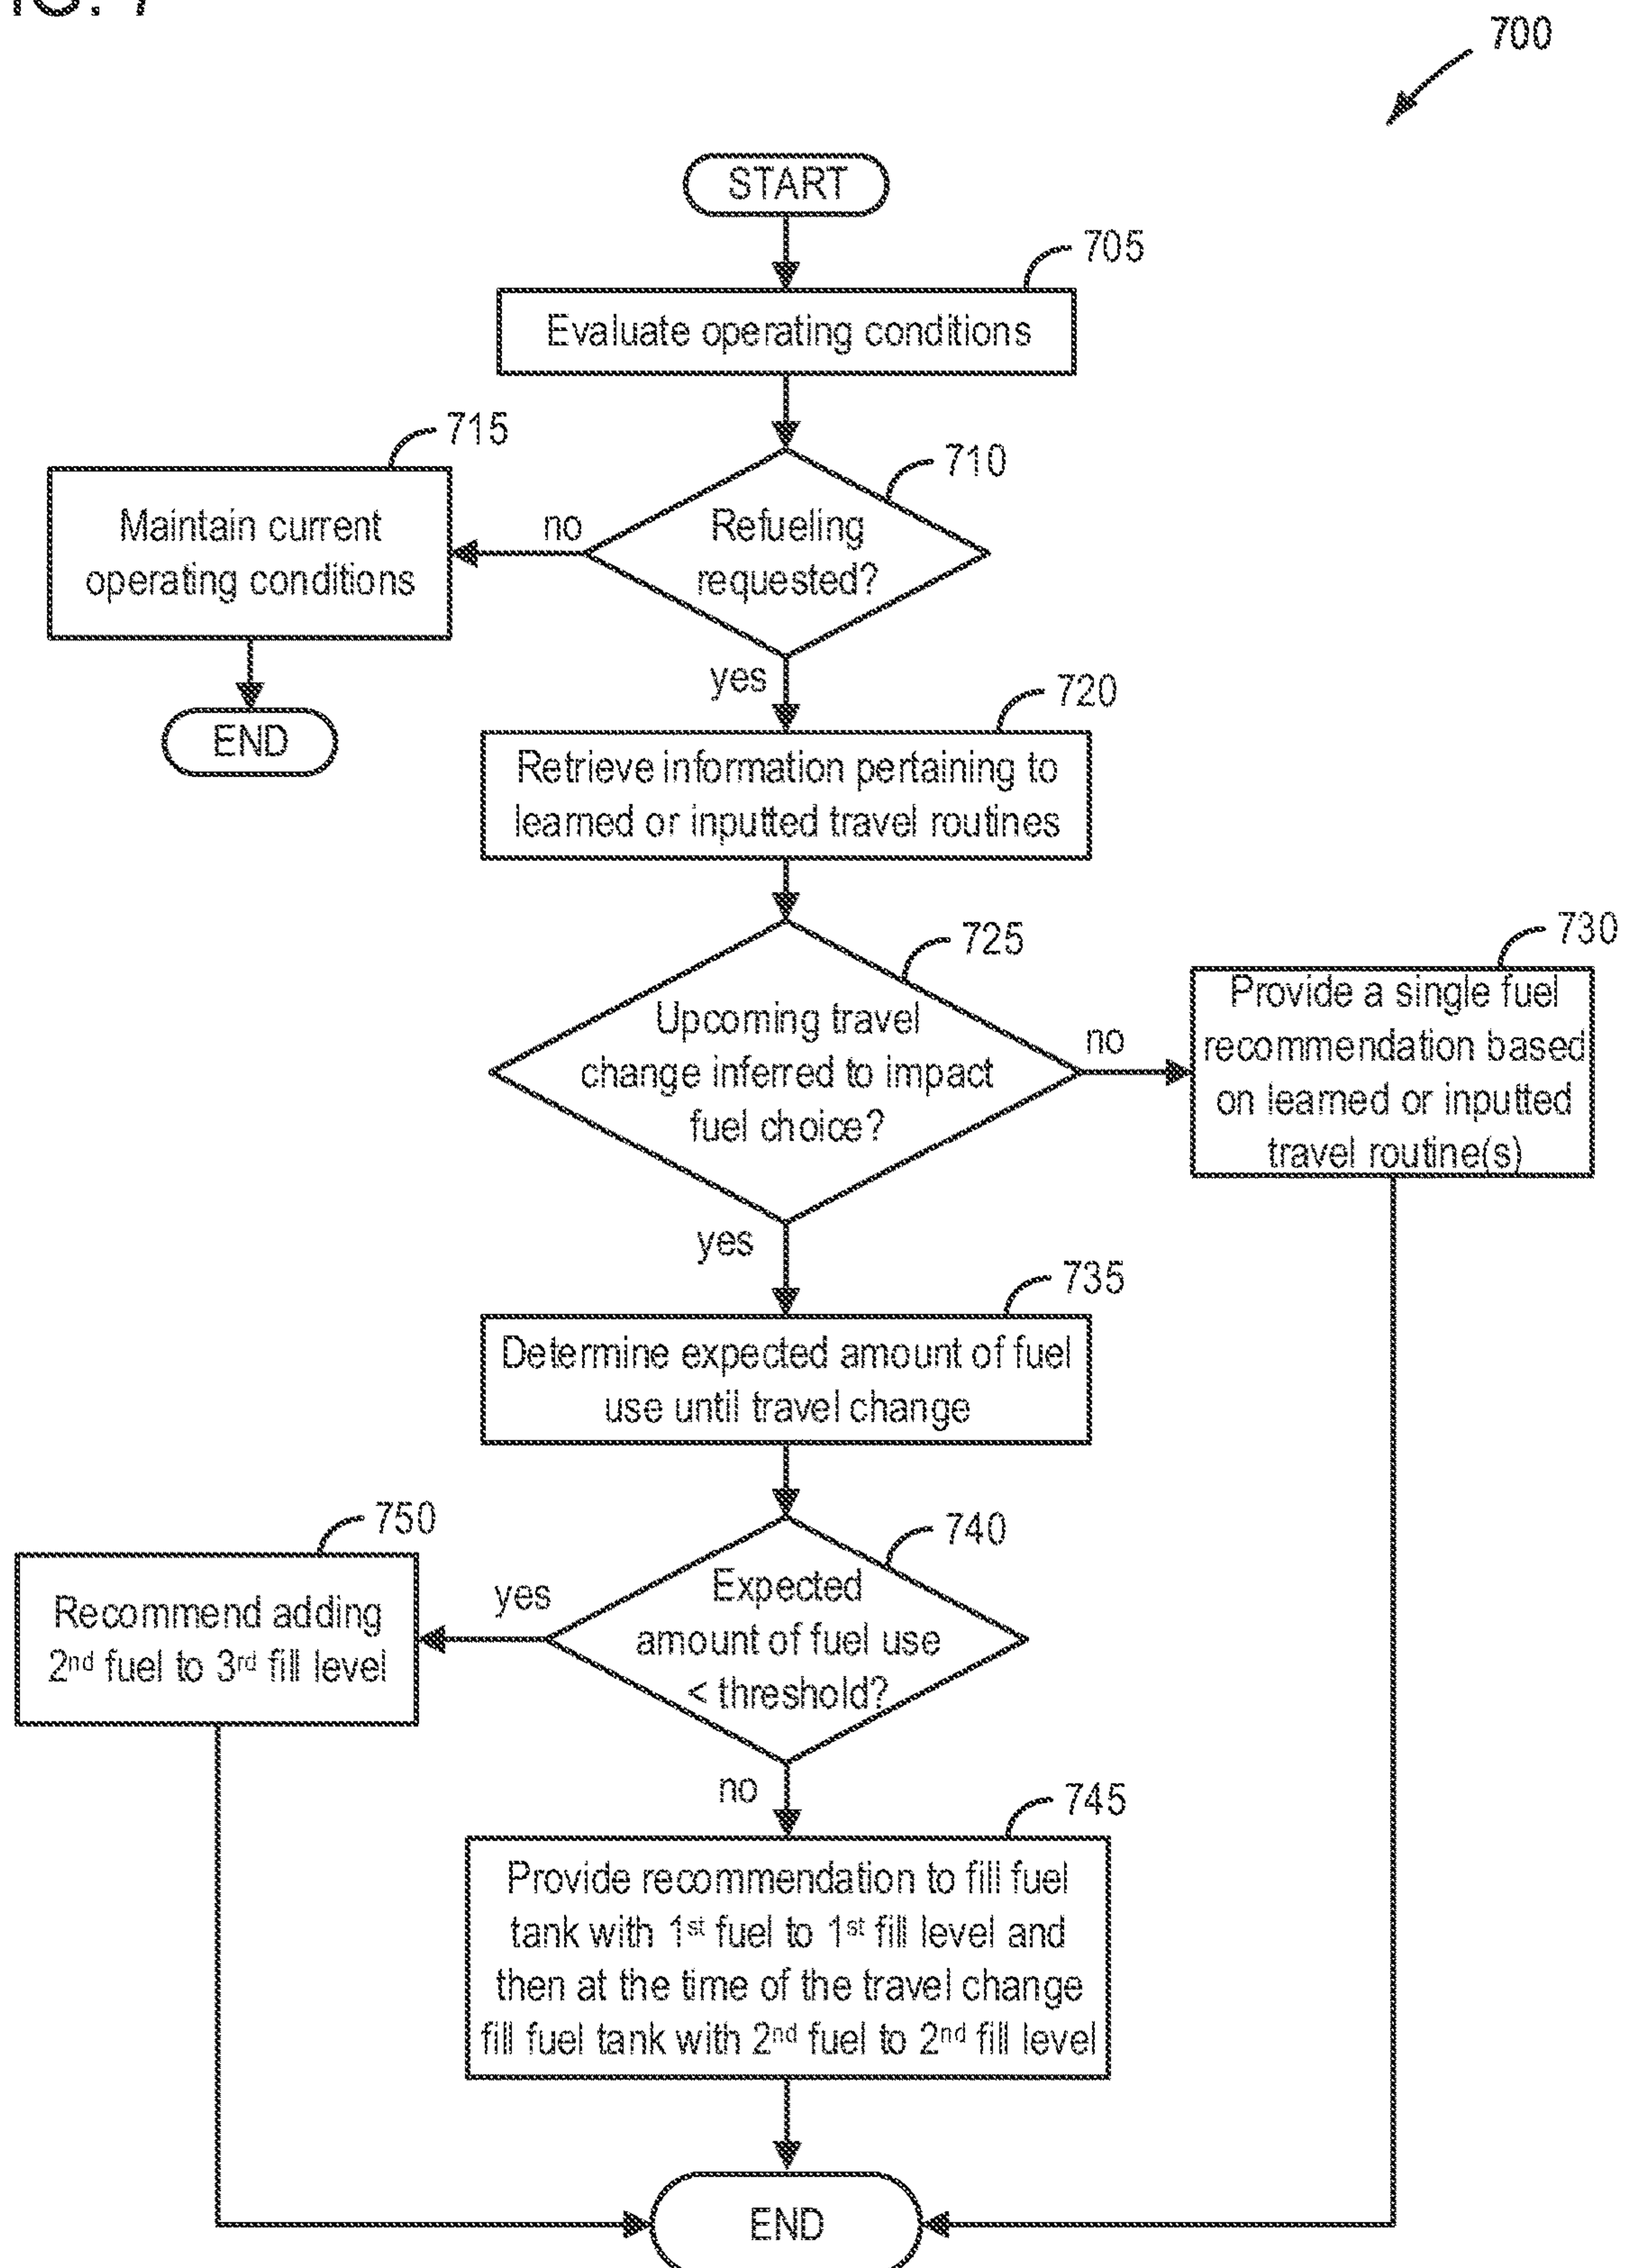 700
START
705
Evaluate operating conditions
715
710
Maintain current
operating conditions
no
Refueling
requested?
yes
END
720
Retrieve information pertaining to
learned or inputted travel routines
725
730
Upcoming travel
change inferred to impact
fuel choice?
no
Provide a single fuel
recommendation based
on learned or inputted
travel routine(s)
yes
735
Determine expected amount of fuel
use until travel change
750
740
Recommend adding
2nd fuel to 3rd fill level
yes
Expected
amount of fuel use
< threshold?
no
745
Provide recommendation to fill fuel
tank with 1st fuel to 1st fill level and
then at the time of the travel change
fill fuel tank with 2nd fuel to 2nd fill level
END